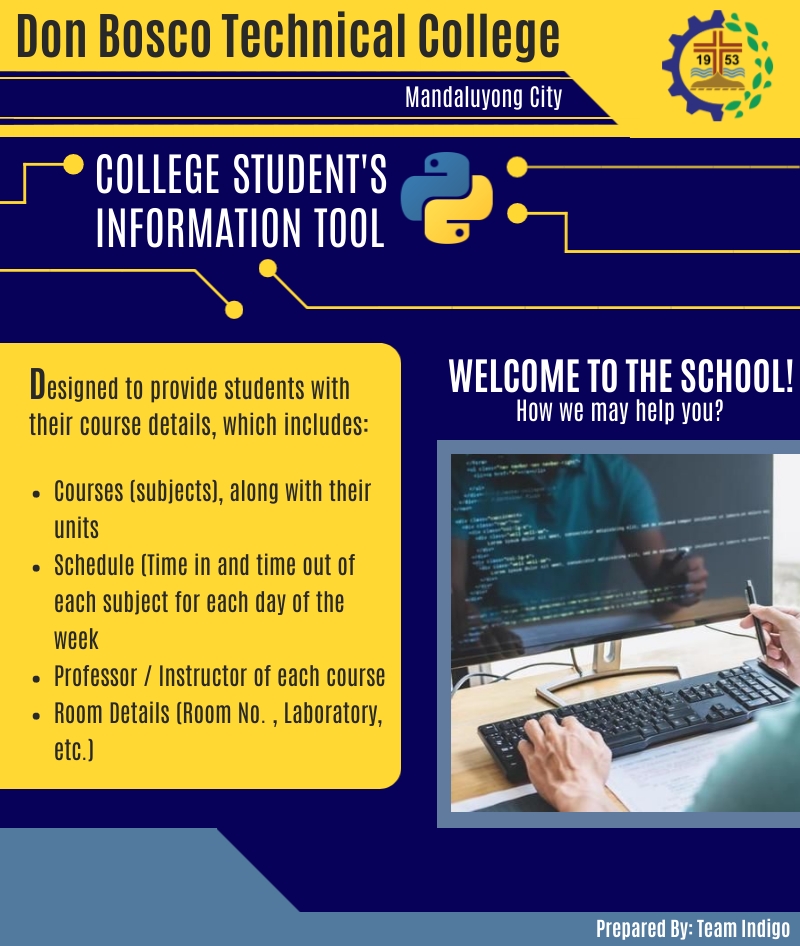 Don Bosco Technical College
19 53
Mandaluyong City
COLLEGE STUDENT'S
INFORMATION TOOL
Designed to provide students with
their course details, which includes:
• Courses (subjects), along with their
units
• Schedule (Time in and time out of
each subject for each day of the
week
• Professor / Instructor of each course
• Room Details (Room No. , Laboratory,
etc.)
WELCOME TO THE SCHOOL!
How we may help you?
Prepared By: Team Indigo